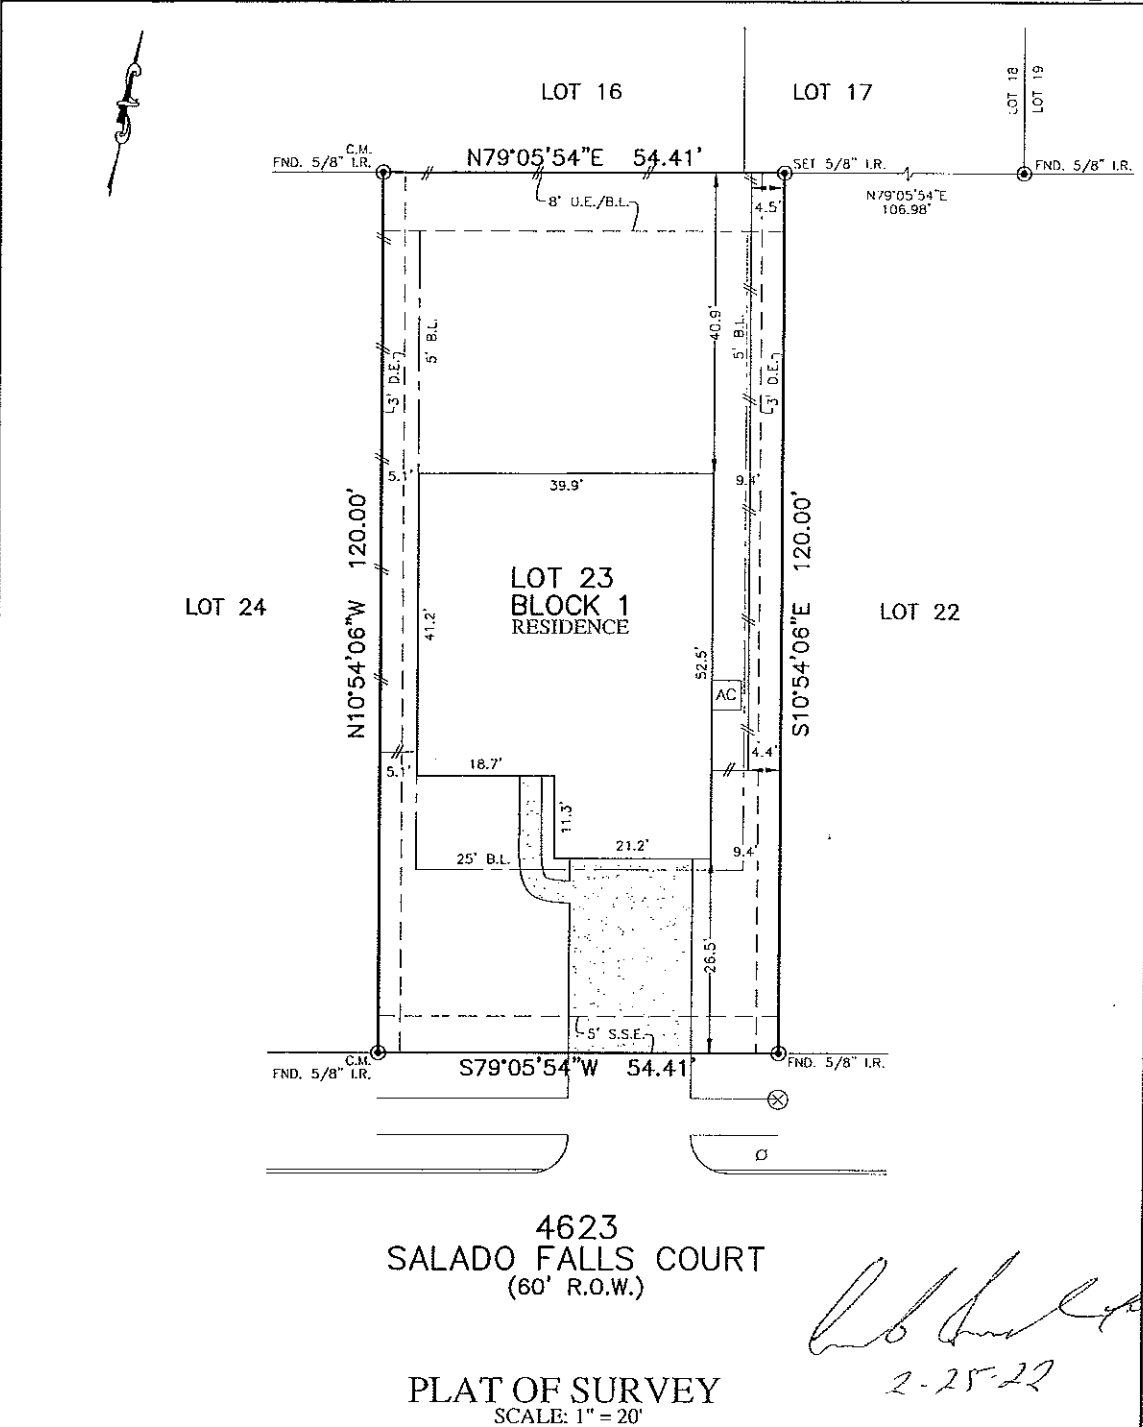 LOT 16
LOT 17
LOT 18
LOT 19
C.M.
FND. 5/8" I.R.
N79°05'54"E 54.41'
SET 5/8" I.R.
FND. 5/8" I.R.
N79°05'54"E
106.98'
8' U.E./B.L.
4.5'
40.9'
5' B.L.
5' B.L.
3' D.E.
3' D.E.
5.1'
39.9'
9.4'
N10°54'06"W 120.00'
S10°54'06"E 120.00'
LOT 24
LOT 23
BLOCK 1
RESIDENCE
LOT 22
41.2'
52.5'
AC
5.1'
18.7'
4.4'
11.3'
21.2'
9.4'
25' B.L.
26.5'
5' S.S.E.
C.M.
FND. 5/8" I.R.
S79°05'54"W 54.41'
FND. 5/8" I.R.
4623
SALADO FALLS COURT
(60' R.O.W.)
2-25-22
PLAT OF SURVEY
SCALE: 1" = 20'